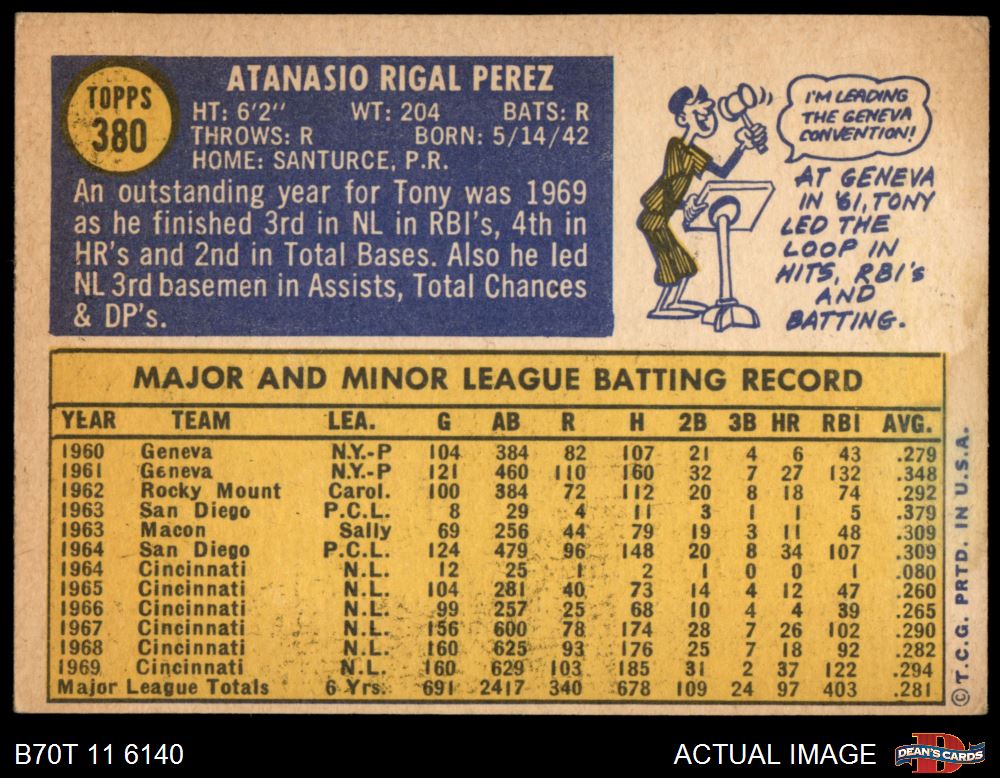 TOPPS
380
ATANASIO RIGAL PEREZ
HT: 6'2" WT: 204 BATS: R
THROWS: R BORN: 5/14/42
HOME: SANTURCE, P.R.
An outstanding year for Tony was 1969
as he finished 3rd in NL in RBI's, 4th in
HR's and 2nd in Total Bases. Also he led
NL 3rd basemen in Assists, Total Chances
& DP's.
I'M LEADING
THE GENEVA
CONVENTION!
AT GENEVA
IN '61, TONY
LED THE
LOOP IN
HITS, RBI's
AND
BATTING.
MAJOR AND MINOR LEAGUE BATTING RECORD
YEAR TEAM LEA. G AB R H 2B 3B HR RBI AVG.
1960 Geneva N.Y.-P 104 384 82 107 21 4 6 43 .279
1961 Geneva N.Y.-P 121 460 110 160 32 7 27 132 .348
1962 Rocky Mount Carol. 100 384 72 112 20 8 18 74 .292
1963 San Diego P.C.L. 8 29 4 11 3 1 1 5 .379
1963 Macon Sally 69 256 44 79 19 3 11 48 .309
1964 San Diego P.C.L. 124 479 96 148 20 8 34 107 .309
1964 Cincinnati N.L. 12 25 1 2 1 0 0 1 .080
1965 Cincinnati N.L. 104 281 40 73 14 4 12 47 .260
1966 Cincinnati N.L. 99 257 25 68 10 4 4 39 .265
1967 Cincinnati N.L. 156 600 78 174 28 7 26 102 .290
1968 Cincinnati N.L. 160 625 93 176 25 7 18 92 .282
1969 Cincinnati N.L. 160 629 103 185 31 2 37 122 .294
Major League Totals 6 Yrs. 691 2417 340 678 109 24 97 403 .281
©T.C.G. PRTD. IN U.S.A.
B70T 11 6140
ACTUAL IMAGE
DEAN'S CARDS